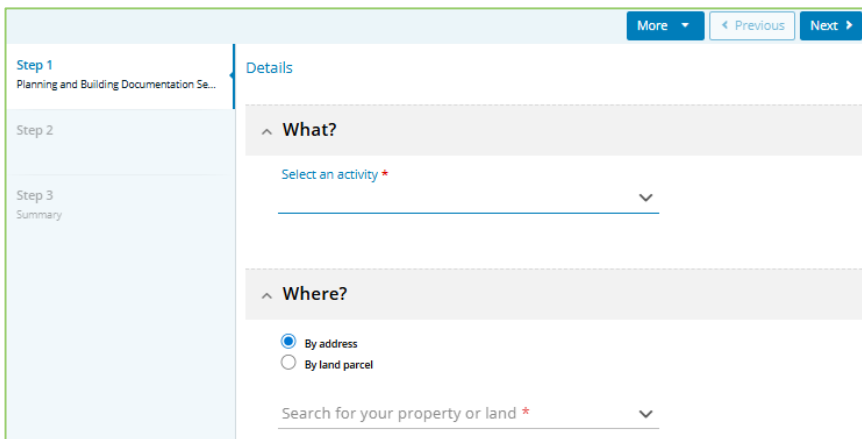 More
Previous
Next
Step 1
Planning and Building Documentation Se...
Step 2
Step 3
Summary
Details
What?
Select an activity *
Where?
By address
By land parcel
Search for your property or land *